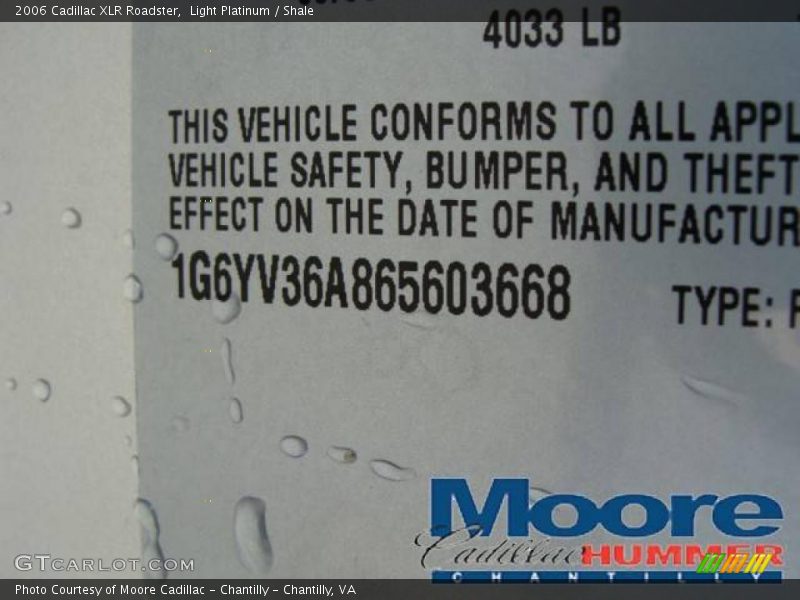 2006 Cadillac XLR Roadster,  Light Platinum / Shale
4033 LB
THIS VEHICLE CONFORMS TO ALL APPL
VEHICLE SAFETY, BUMPER, AND THEFT
EFFECT ON THE DATE OF MANUFACTUR
1G6YV36A865603668
TYPE:
Moore
Cadillac HUMMER
CHANTILLY
GTCARLOT.COM
Photo Courtesy of Moore Cadillac - Chantilly - Chantilly, VA